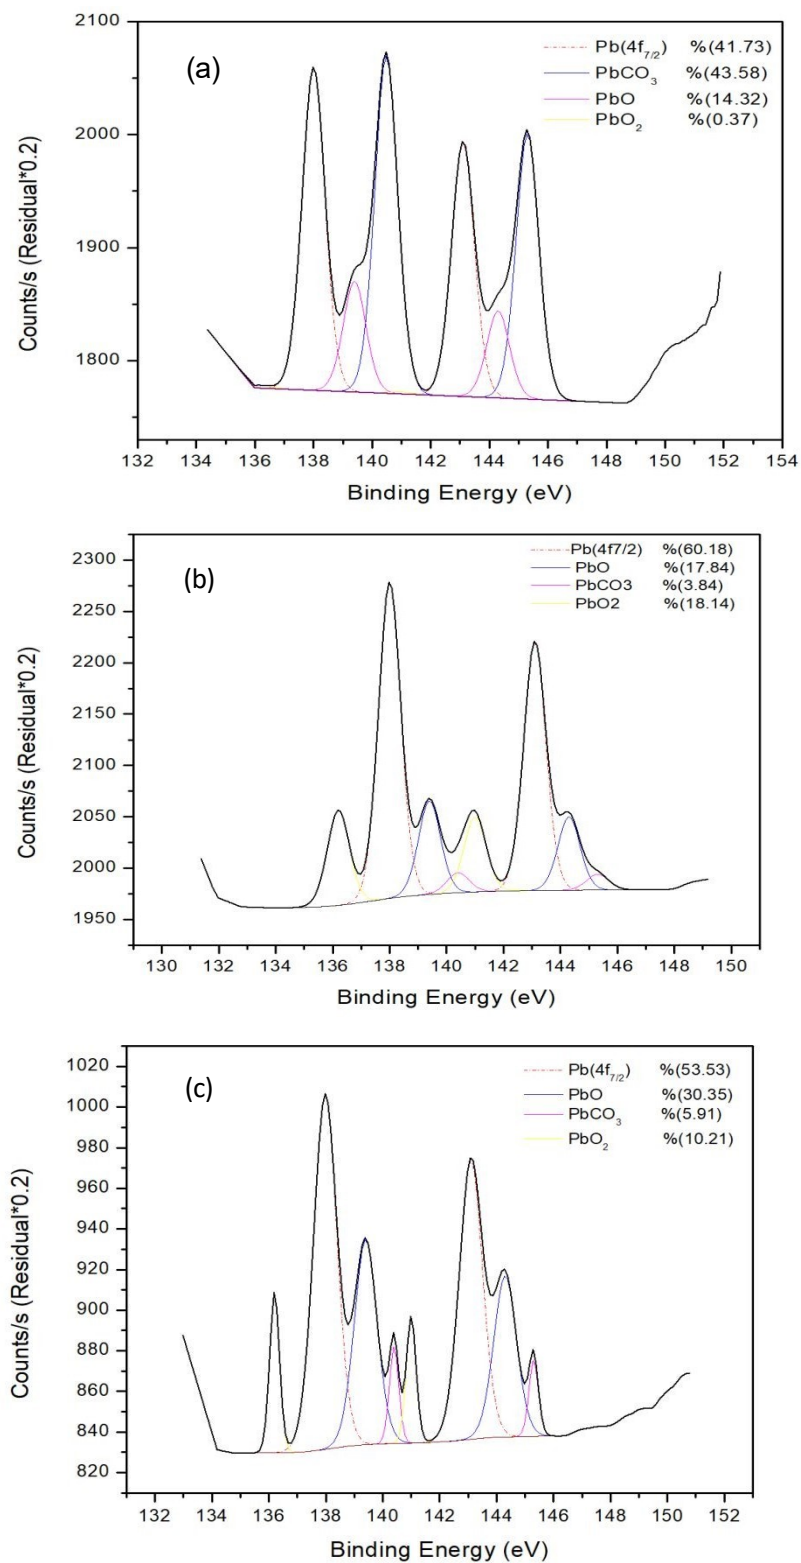 (a)
Pb(4f7/2) %(41.73)
PbCO3 %(43.58)
PbO %(14.32)
PbO2 %(0.37)
2100
2000
1900
1800
Counts/s (Residual*0.2)
132 134 136 138 140 142 144 146 148 150 152 154
Binding Energy (eV)
(b)
Pb(4f7/2) %(60.18)
PbO %(17.84)
PbCO3 %(3.84)
PbO2 %(18.14)
2300
2250
2200
2150
2100
2050
2000
1950
Counts/s (Residual*0.2)
130 132 134 136 138 140 142 144 146 148 150
Binding Energy (eV)
(c)
Pb(4f7/2) %(53.53)
PbO %(30.35)
PbCO3 %(5.91)
PbO2 %(10.21)
1020
1000
980
960
940
920
900
880
860
840
820
Counts/s (Residual*0.2)
132 134 136 138 140 142 144 146 148 150 152
Binding Energy (eV)